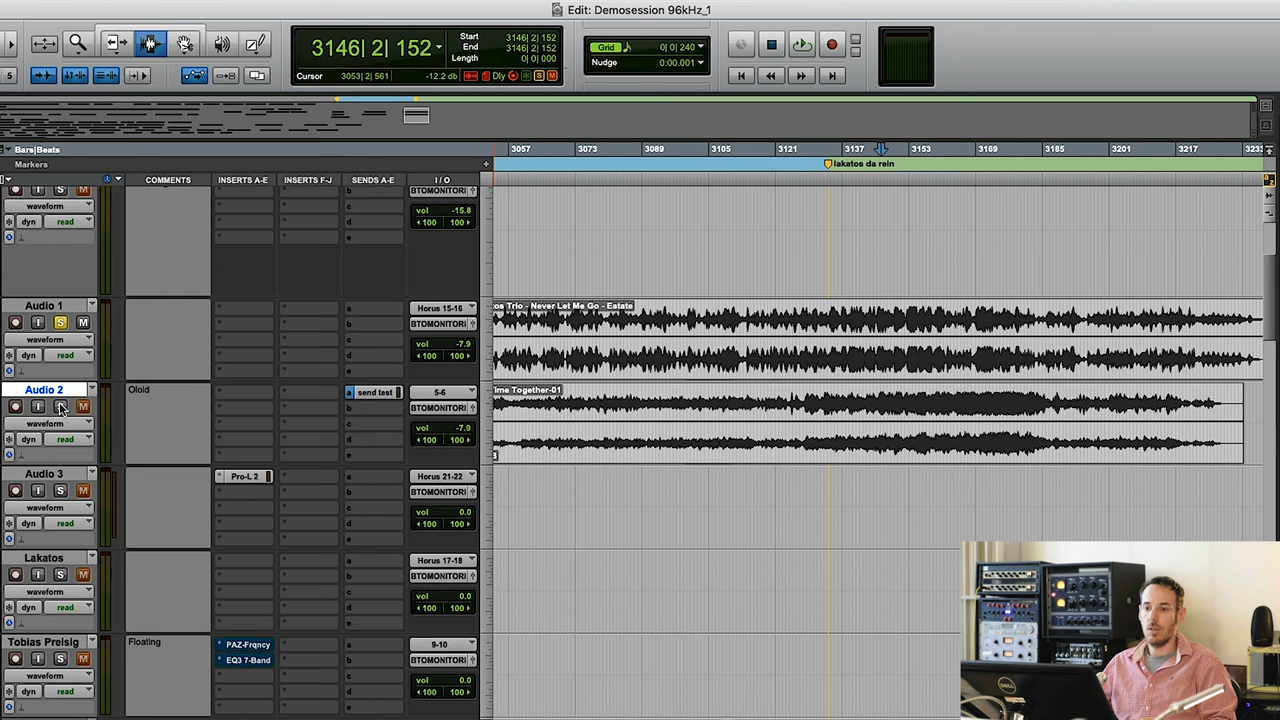 Edit: Demosession 96kHz_1
3146| 2| 152
Start 3146| 2| 152
End 3146| 2| 152
Length 0| 0| 000
Cursor 3053| 2| 561 -12.2 db Dly S M
Grid 0| 0| 240
Nudge 0:00.001
5
Bars|Beats 3057 3073 3089 3105 3121 3137 3153 3169 3185 3201 3217 3233
Markers + lakatos da rein
COMMENTS INSERTS A-E INSERTS F-J SENDS A-E I / O
I S M b BTOMONITORI
waveform c vol -15.8
dyn read d 100 100
e
Audio 1 a Horus 15-16 os Trio - Never Let Me Go - Estate
I S M b BTOMONITORI
waveform c vol -7.9
dyn read d 100 100
e
Audio 2 Oloid a send test 5-6 ime Together-01
I M b BTOMONITORI
waveform c vol -7.9
dyn read d 100 100
e
Audio 3 Pro-L 2 a Horus 21-22
I S M b BTOMONITORI
waveform c vol 0.0
dyn read d 100 100
e
Lakatos a Horus 17-18
I S M b BTOMONITORI
waveform c vol 0.0
dyn read d 100 100
e
Tobias Preisig Floating PAZ-Frqncy a 9-10
I S M EQ3 7-Band b BTOMONITORI
waveform c vol 0.0
dyn read d 100 100
e
DELL